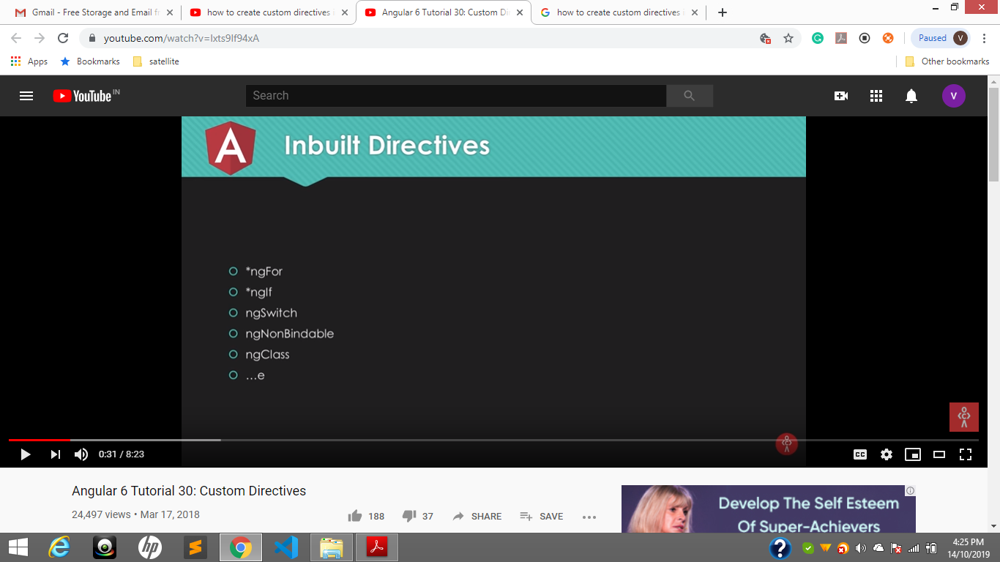 Gmail - Free Storage and Email fr
how to create custom directives
Angular 6 Tutorial 30: Custom Di
how to create custom directives
youtube.com/watch?v=Ixts9If94xA
Paused V
Apps Bookmarks satellite Other bookmarks
YouTube IN
Search
V
A
Inbuilt Directives
*ngFor
*ngIf
ngSwitch
ngNonBindable
ngClass
...e
0:31 / 8:23
CC
Angular 6 Tutorial 30: Custom Directives
24,497 views • Mar 17, 2018
188 37 SHARE SAVE
Develop The Self Esteem
Of Super-Achievers
hp
4:25 PM
14/10/2019